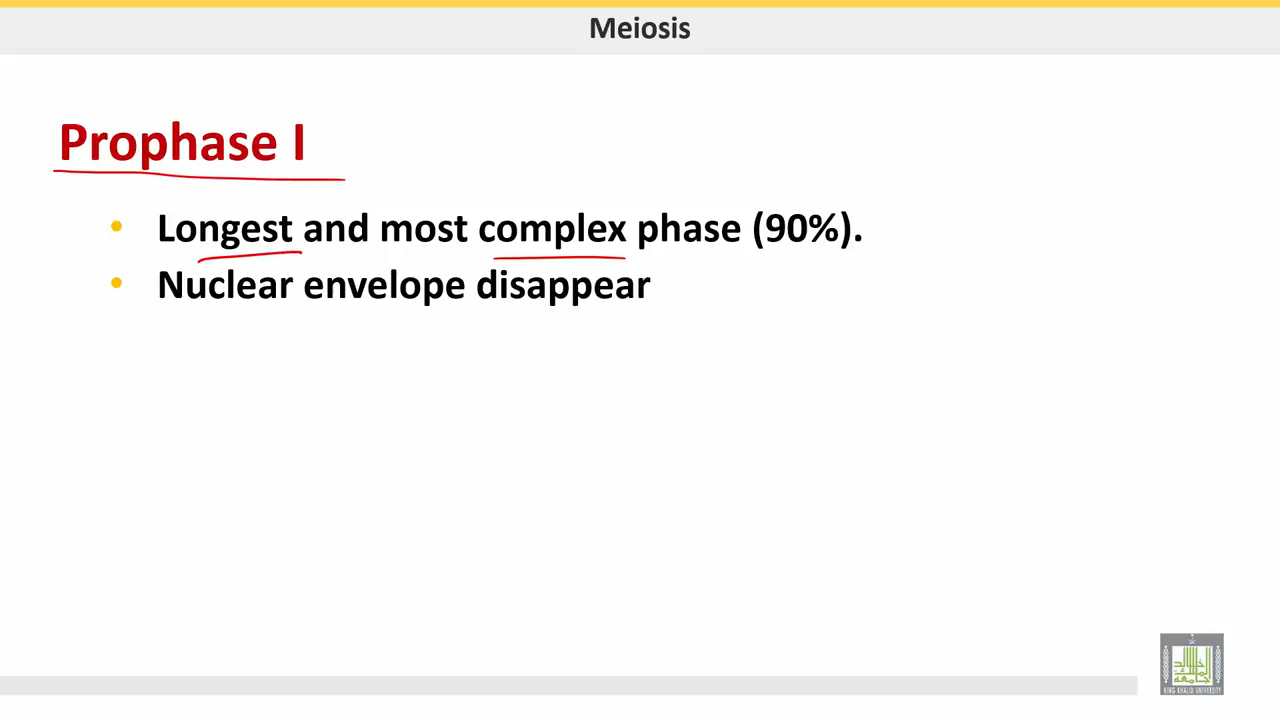 Meiosis
Prophase I
• Longest and most complex phase (90%).
• Nuclear envelope disappear
KING KHALID UNIVERSITY